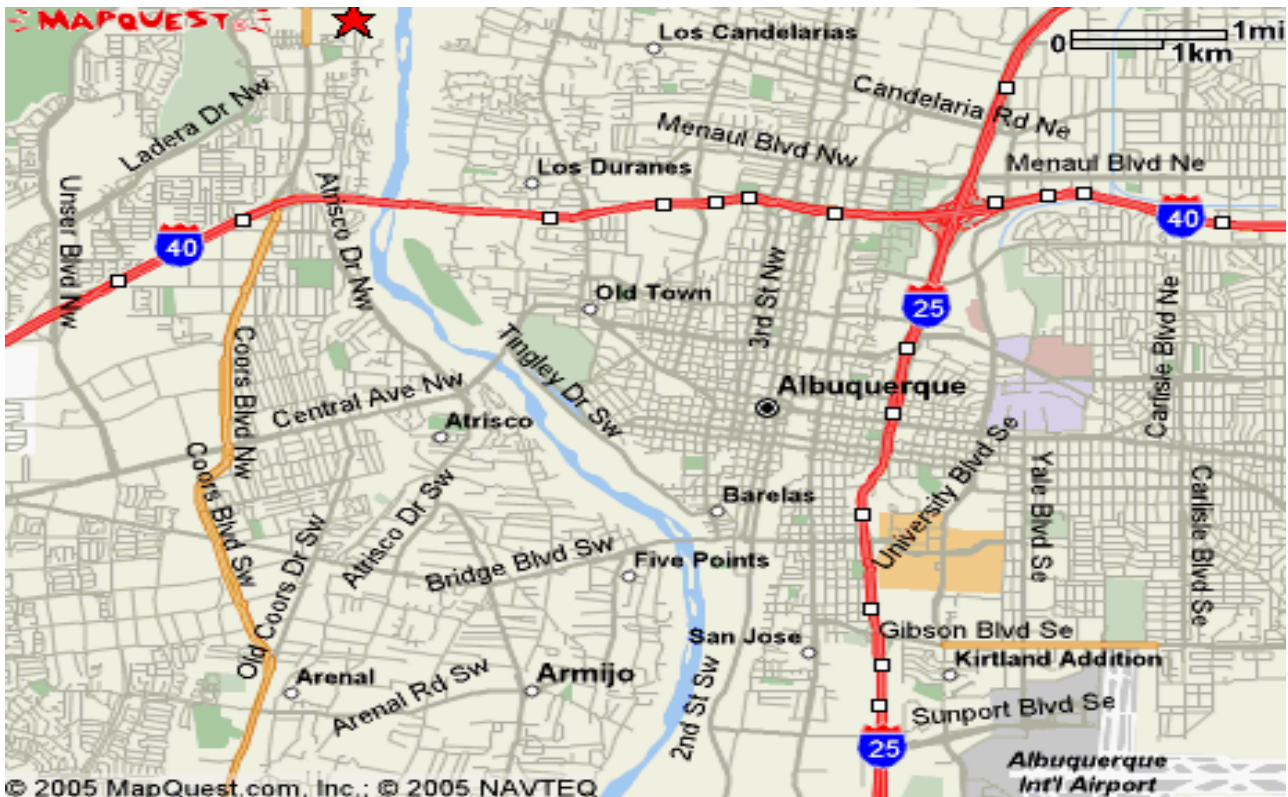 MAPQUEST
Los Candelarias
0 1mi
1km
Candelaria Rd Ne
Ladera Dr Nw
Menaul Blvd Nw
Menaul Blvd Ne
Los Duranes
Unser Blvd Nw
Atrisco Dr Nw
40
40
Old Town
3rd St Nw
25
Carlisle Blvd Ne
Coors Blvd Nw
Tingley Dr Sw
Albuquerque
Central Ave Nw
Atrisco
Coors Blvd Sw
University Blvd Se
Yale Blvd Se
Carlisle Blvd Se
Barelas
Atrisco Dr Sw
Old Coors Dr Sw
Bridge Blvd Sw
Five Points
San Jose
Gibson Blvd Se
Kirtland Addition
Arenal
Arenal Rd Sw
Armijo
2nd St Sw
Sunport Blvd Se
25
Albuquerque
Int'l Airport
© 2005 MapQuest.com, Inc.; © 2005 NAVTEQ